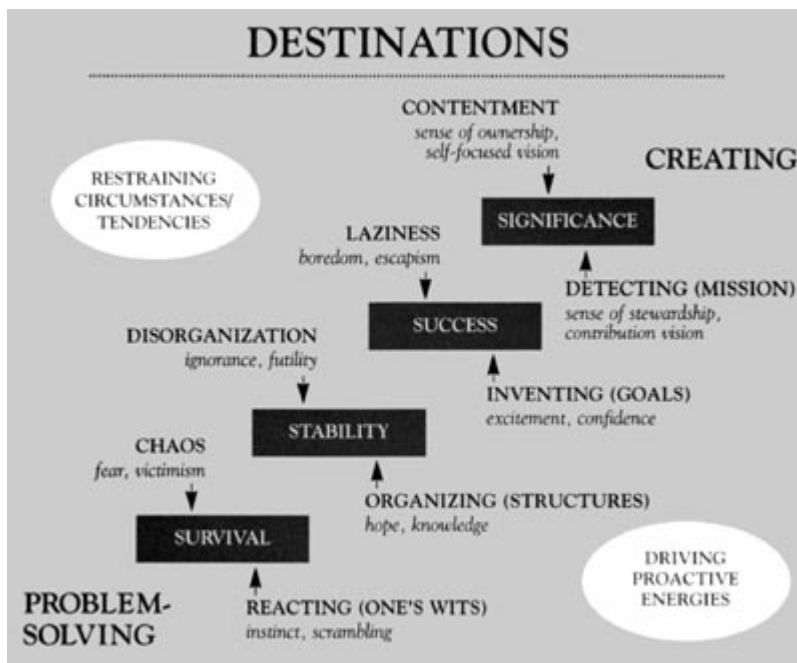 DESTINATIONS
CONTENTMENT
sense of ownership,
self-focused vision
CREATING
RESTRAINING
CIRCUMSTANCES/
TENDENCIES
SIGNIFICANCE
LAZINESS
boredom, escapism
DETECTING (MISSION)
sense of stewardship,
contribution vision
SUCCESS
DISORGANIZATION
ignorance, futility
INVENTING (GOALS)
excitement, confidence
STABILITY
CHAOS
fear, victimism
ORGANIZING (STRUCTURES)
hope, knowledge
SURVIVAL
DRIVING
PROACTIVE
ENERGIES
PROBLEM-
SOLVING
REACTING (ONE'S WITS)
instinct, scrambling